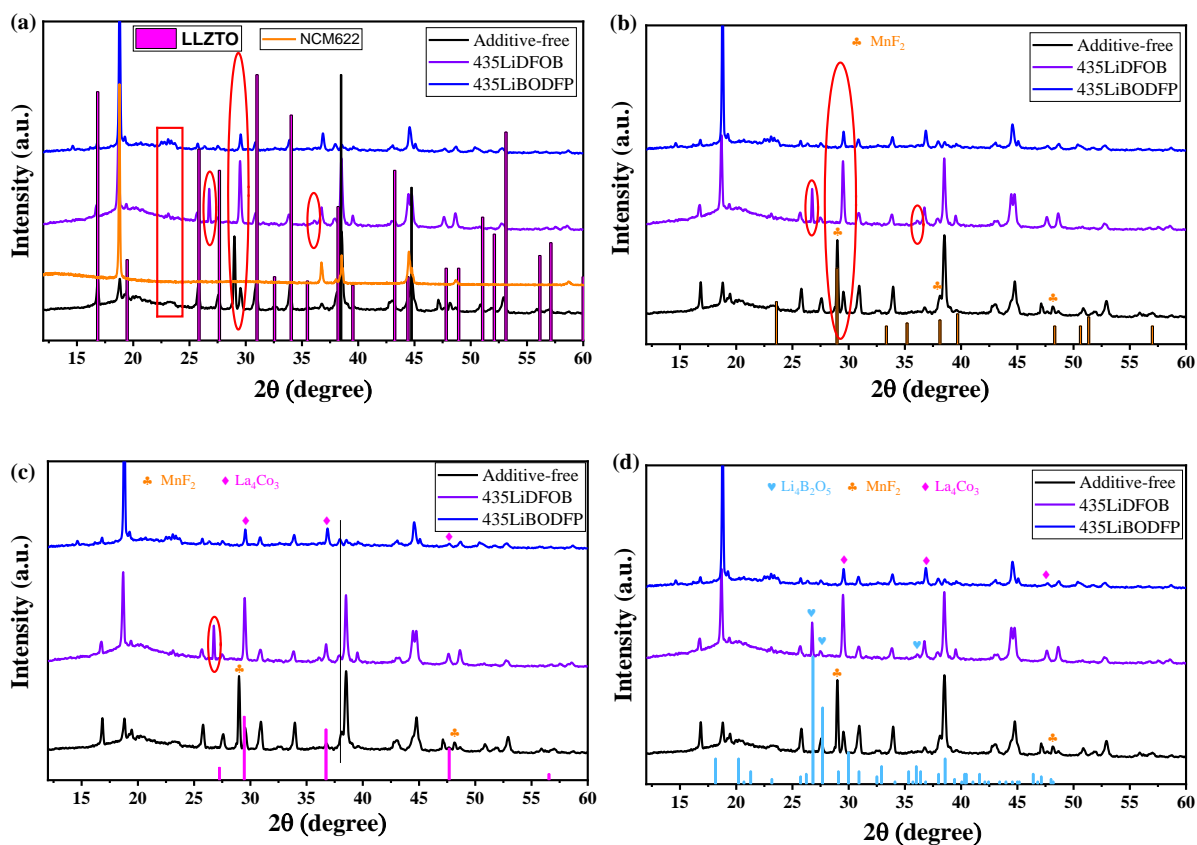 (a)
LLZTO
NCM622
Additive-free
435LiDFOB
435LiBODFP
Intensity (a.u.)
15 20 25 30 35 40 45 50 55 60
2θ (degree)
(b)
♣ MnF₂
Additive-free
435LiDFOB
435LiBODFP
Intensity (a.u.)
15 20 25 30 35 40 45 50 55 60
2θ (degree)
(c)
♣ MnF₂ ♦ La₄Co₃
Additive-free
435LiDFOB
435LiBODFP
Intensity (a.u.)
15 20 25 30 35 40 45 50 55 60
2θ (degree)
(d)
♥ Li₄B₂O₅ ♣ MnF₂ ♦ La₄Co₃
Additive-free
435LiDFOB
435LiBODFP
Intensity (a.u.)
15 20 25 30 35 40 45 50 55 60
2θ (degree)